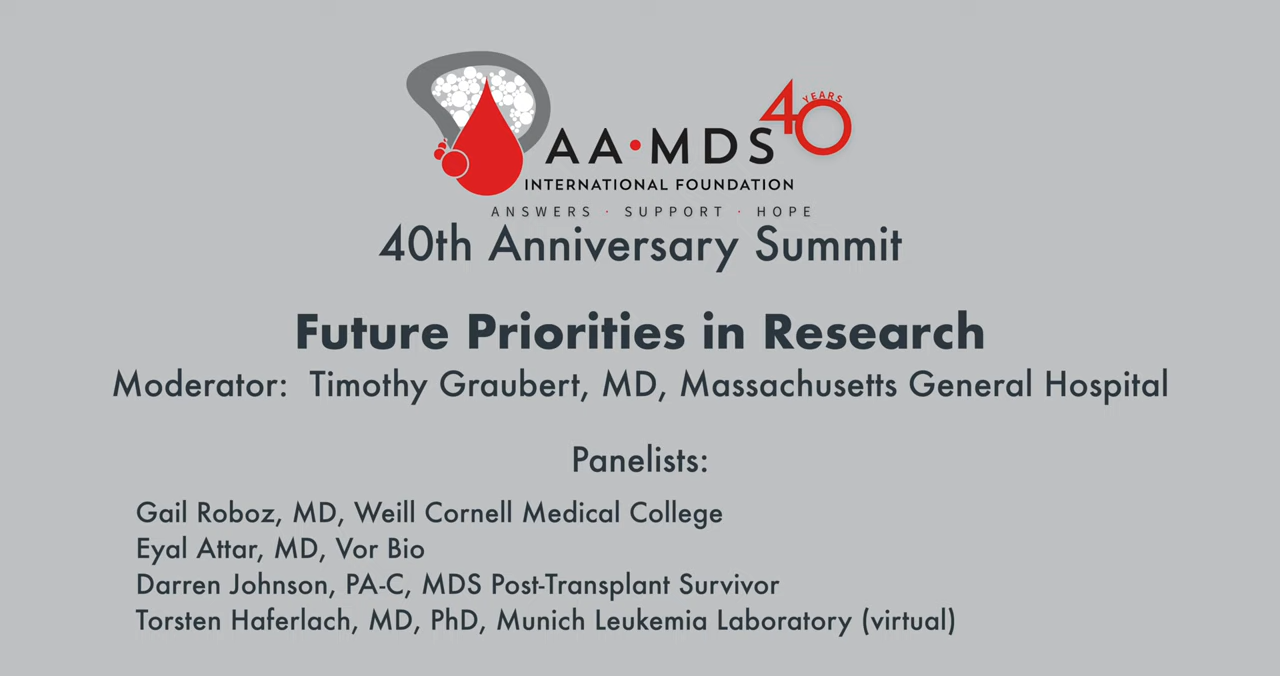 AA•MDS 40 YEARS
INTERNATIONAL FOUNDATION
ANSWERS · SUPPORT · HOPE
40th Anniversary Summit
Future Priorities in Research
Moderator: Timothy Graubert, MD, Massachusetts General Hospital
Panelists:
Gail Roboz, MD, Weill Cornell Medical College
Eyal Attar, MD, Vor Bio
Darren Johnson, PA-C, MDS Post-Transplant Survivor
Torsten Haferlach, MD, PhD, Munich Leukemia Laboratory (virtual)